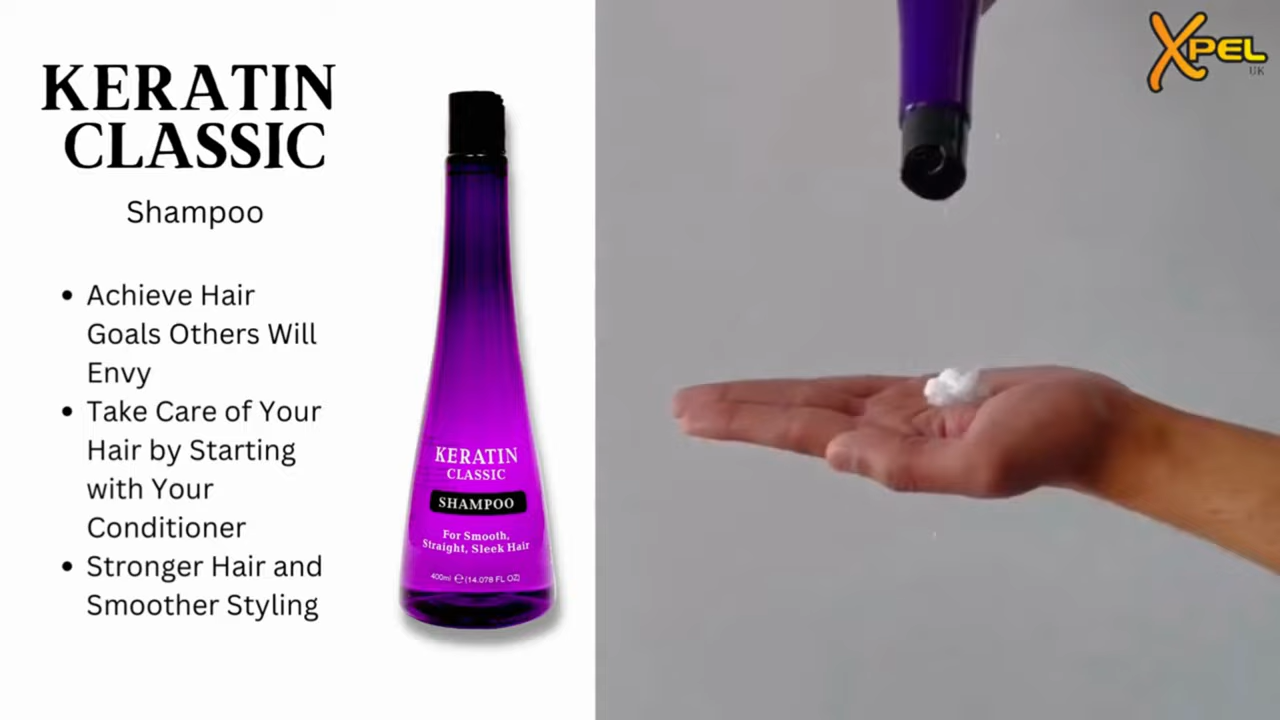 KERATIN
CLASSIC
Shampoo
• Achieve Hair
Goals Others Will
Envy
• Take Care of Your
Hair by Starting
with Your
Conditioner
• Stronger Hair and
Smoother Styling
KERATIN
CLASSIC
SHAMPOO
For Smooth,
Straight, Sleek Hair
400ml ℮ (14.078 FL OZ)
XPEL
UK